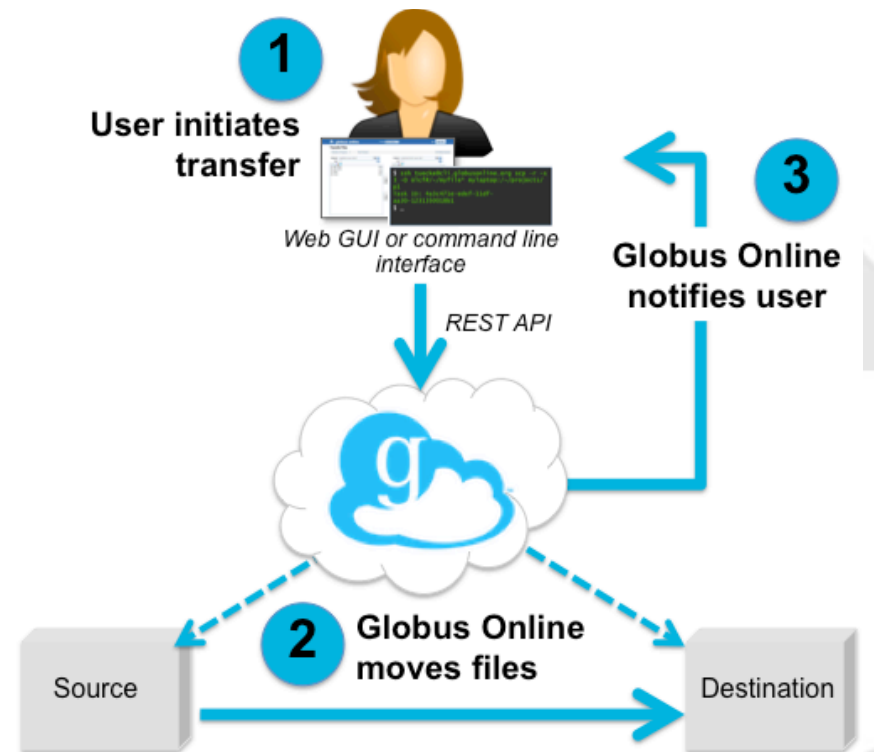 1
User initiates
transfer
Web GUI or command line
interface
REST API
3
Globus Online
notifies user
g
2
Globus Online
moves files
Source
Destination